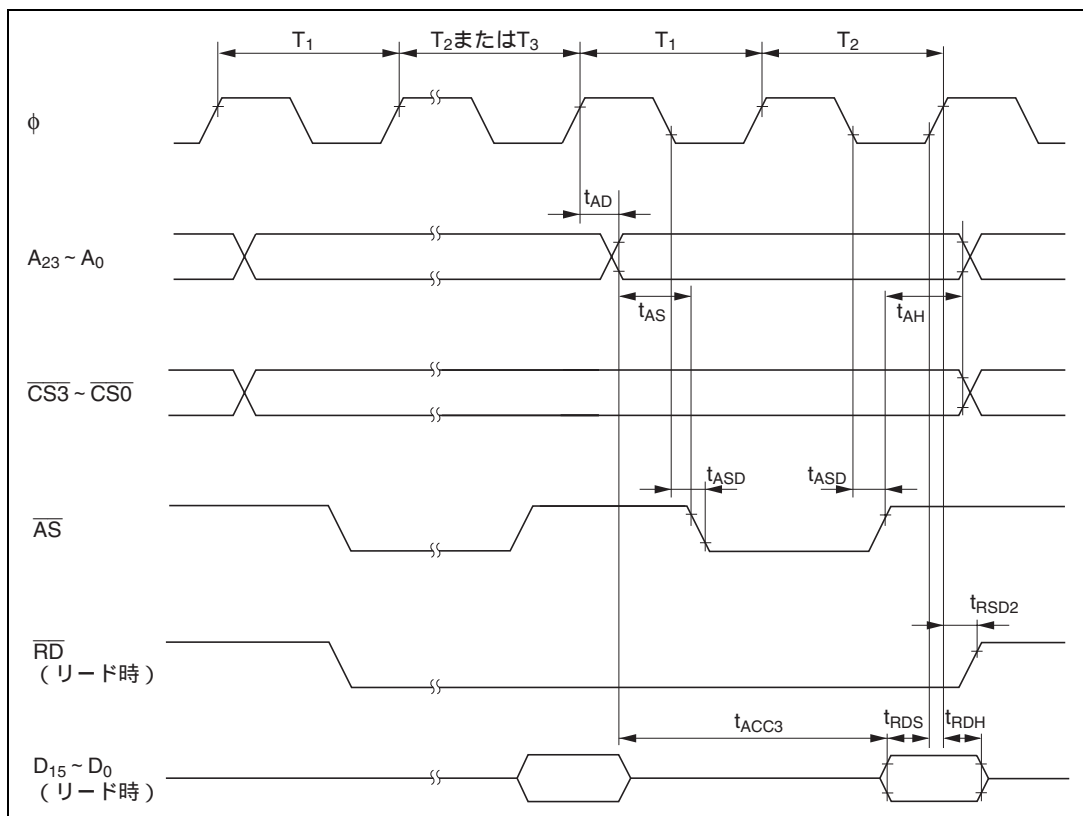 T1 T2またはT3 T1 T2
φ
tAD
A23 ~ A0
tAS tAH
CS3 ~ CS0
tASD tASD
AS
tRSD2
RD
（リード時）
tACC3 tRDS tRDH
D15 ~ D0
（リード時）